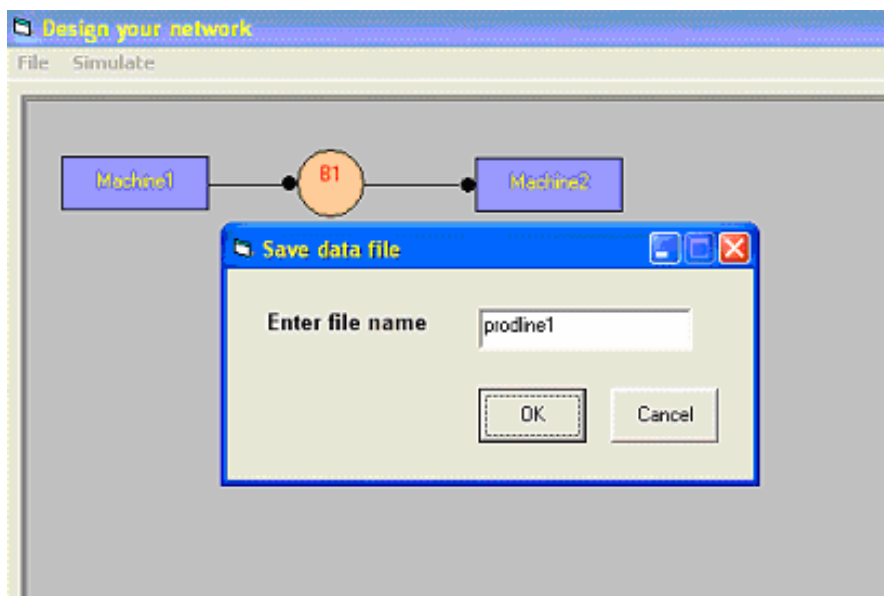 Design your network
File Simulate
Machine1 B1 Machine2
Save data file
Enter file name prodline1
OK Cancel